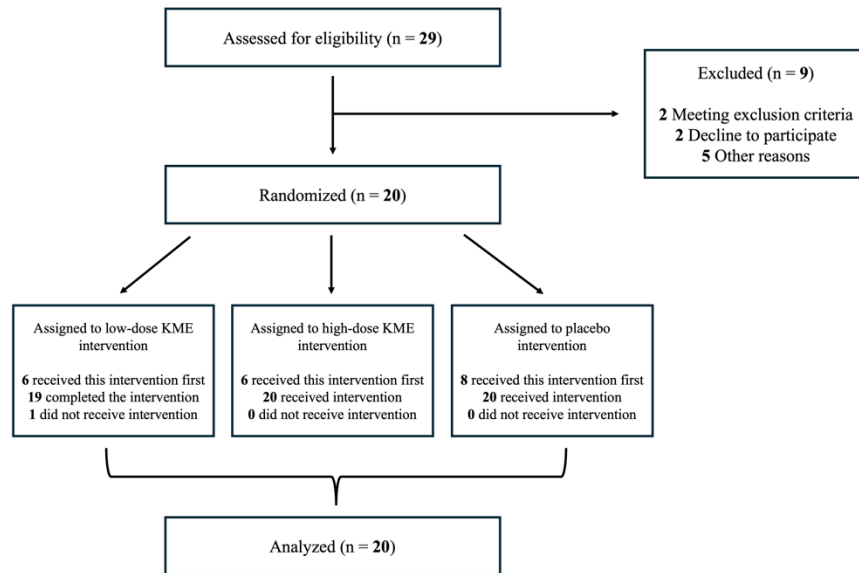 Assessed for eligibility (n = 29)
Excluded (n = 9)
2 Meeting exclusion criteria
2 Decline to participate
5 Other reasons
Randomized (n = 20)
Assigned to low-dose KME
intervention
6 received this intervention first
19 completed the intervention
1 did not receive intervention
Assigned to high-dose KME
intervention
6 received this intervention first
20 received intervention
0 did not receive intervention
Assigned to placebo
intervention
8 received this intervention first
20 received intervention
0 did not receive intervention
Analyzed (n = 20)